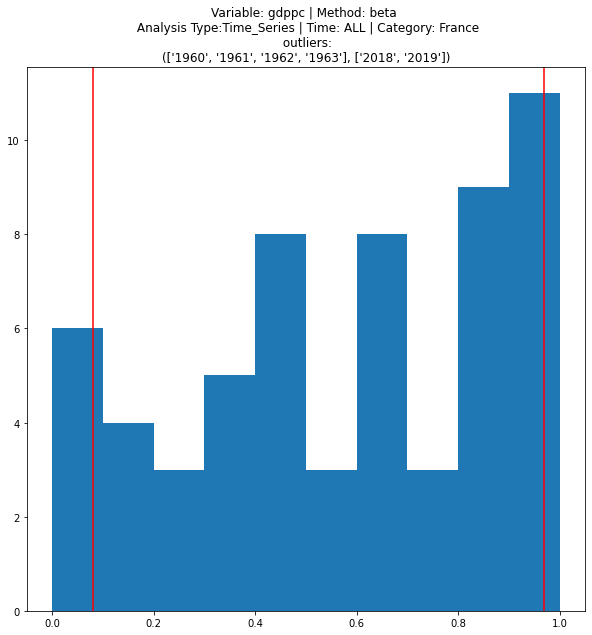 Variable: gdppc | Method: beta
Analysis Type:Time_Series | Time: ALL | Category: France
outliers:
(['1960', '1961', '1962', '1963'], ['2018', '2019'])
10
8
6
4
2
0
0.0 0.2 0.4 0.6 0.8 1.0